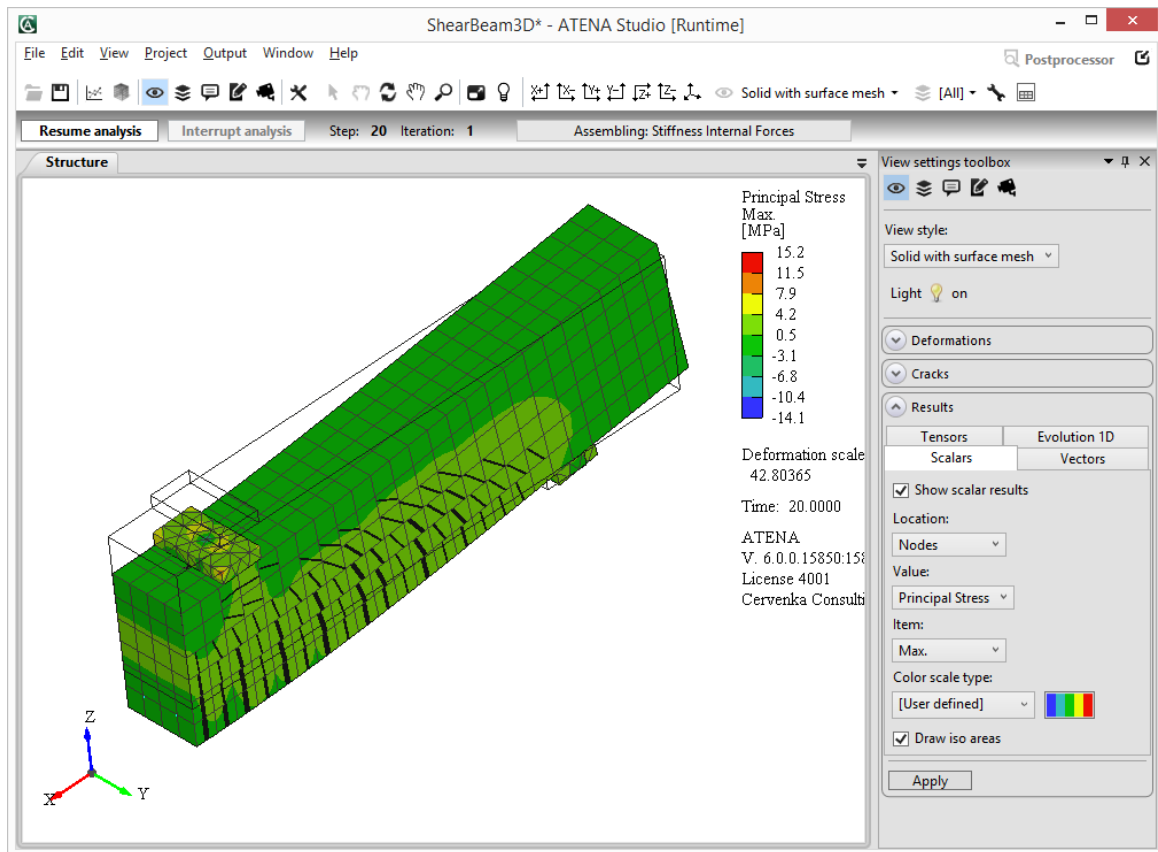 ShearBeam3D* - ATENA Studio [Runtime]
File Edit View Project Output Window Help
Postprocessor
Solid with surface mesh [All]
Resume analysis Interrupt analysis Step: 20 Iteration: 1 Assembling: Stiffness Internal Forces
Structure
Principal Stress
Max.
[MPa]
15.2
11.5
7.9
4.2
0.5
-3.1
-6.8
-10.4
-14.1
Deformation scale
42.80365
Time: 20.0000
ATENA
V. 6.0.0.15850:158
License 4001
Cervenka Consulti
Z
X
Y
View settings toolbox
View style:
Solid with surface mesh
Light on
Deformations
Cracks
Results
Tensors Evolution 1D
Scalars Vectors
Show scalar results
Location:
Nodes
Value:
Principal Stress
Item:
Max.
Color scale type:
[User defined]
Draw iso areas
Apply